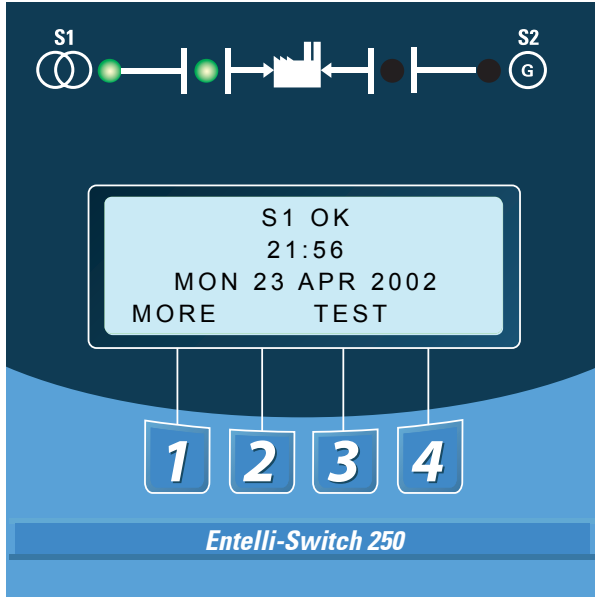 S1 S2
G
S1 OK
21:56
MON 23 APR 2002
MORE TEST
1 2 3 4
Entelli-Switch 250